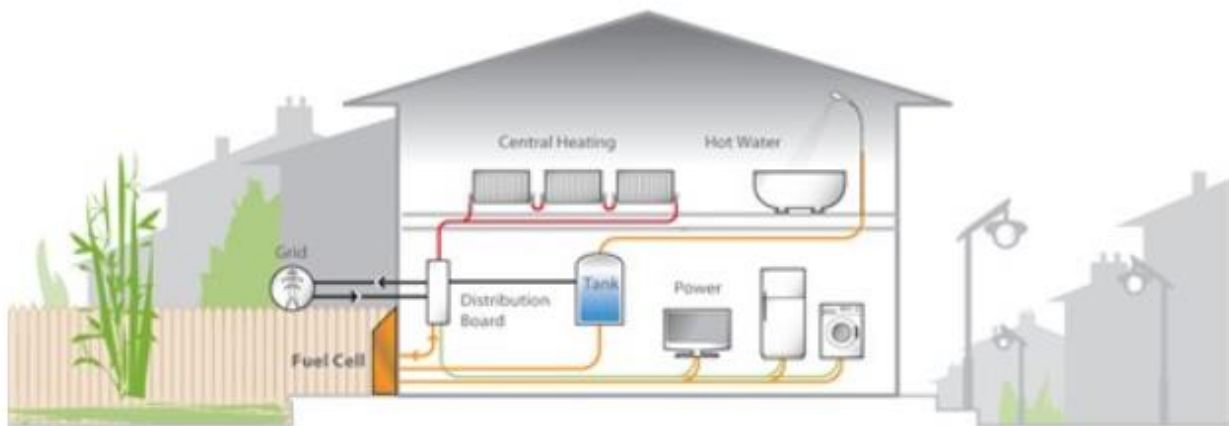 Central Heating
Hot Water
Grid
Tank
Power
Distribution
Board
Fuel Cell